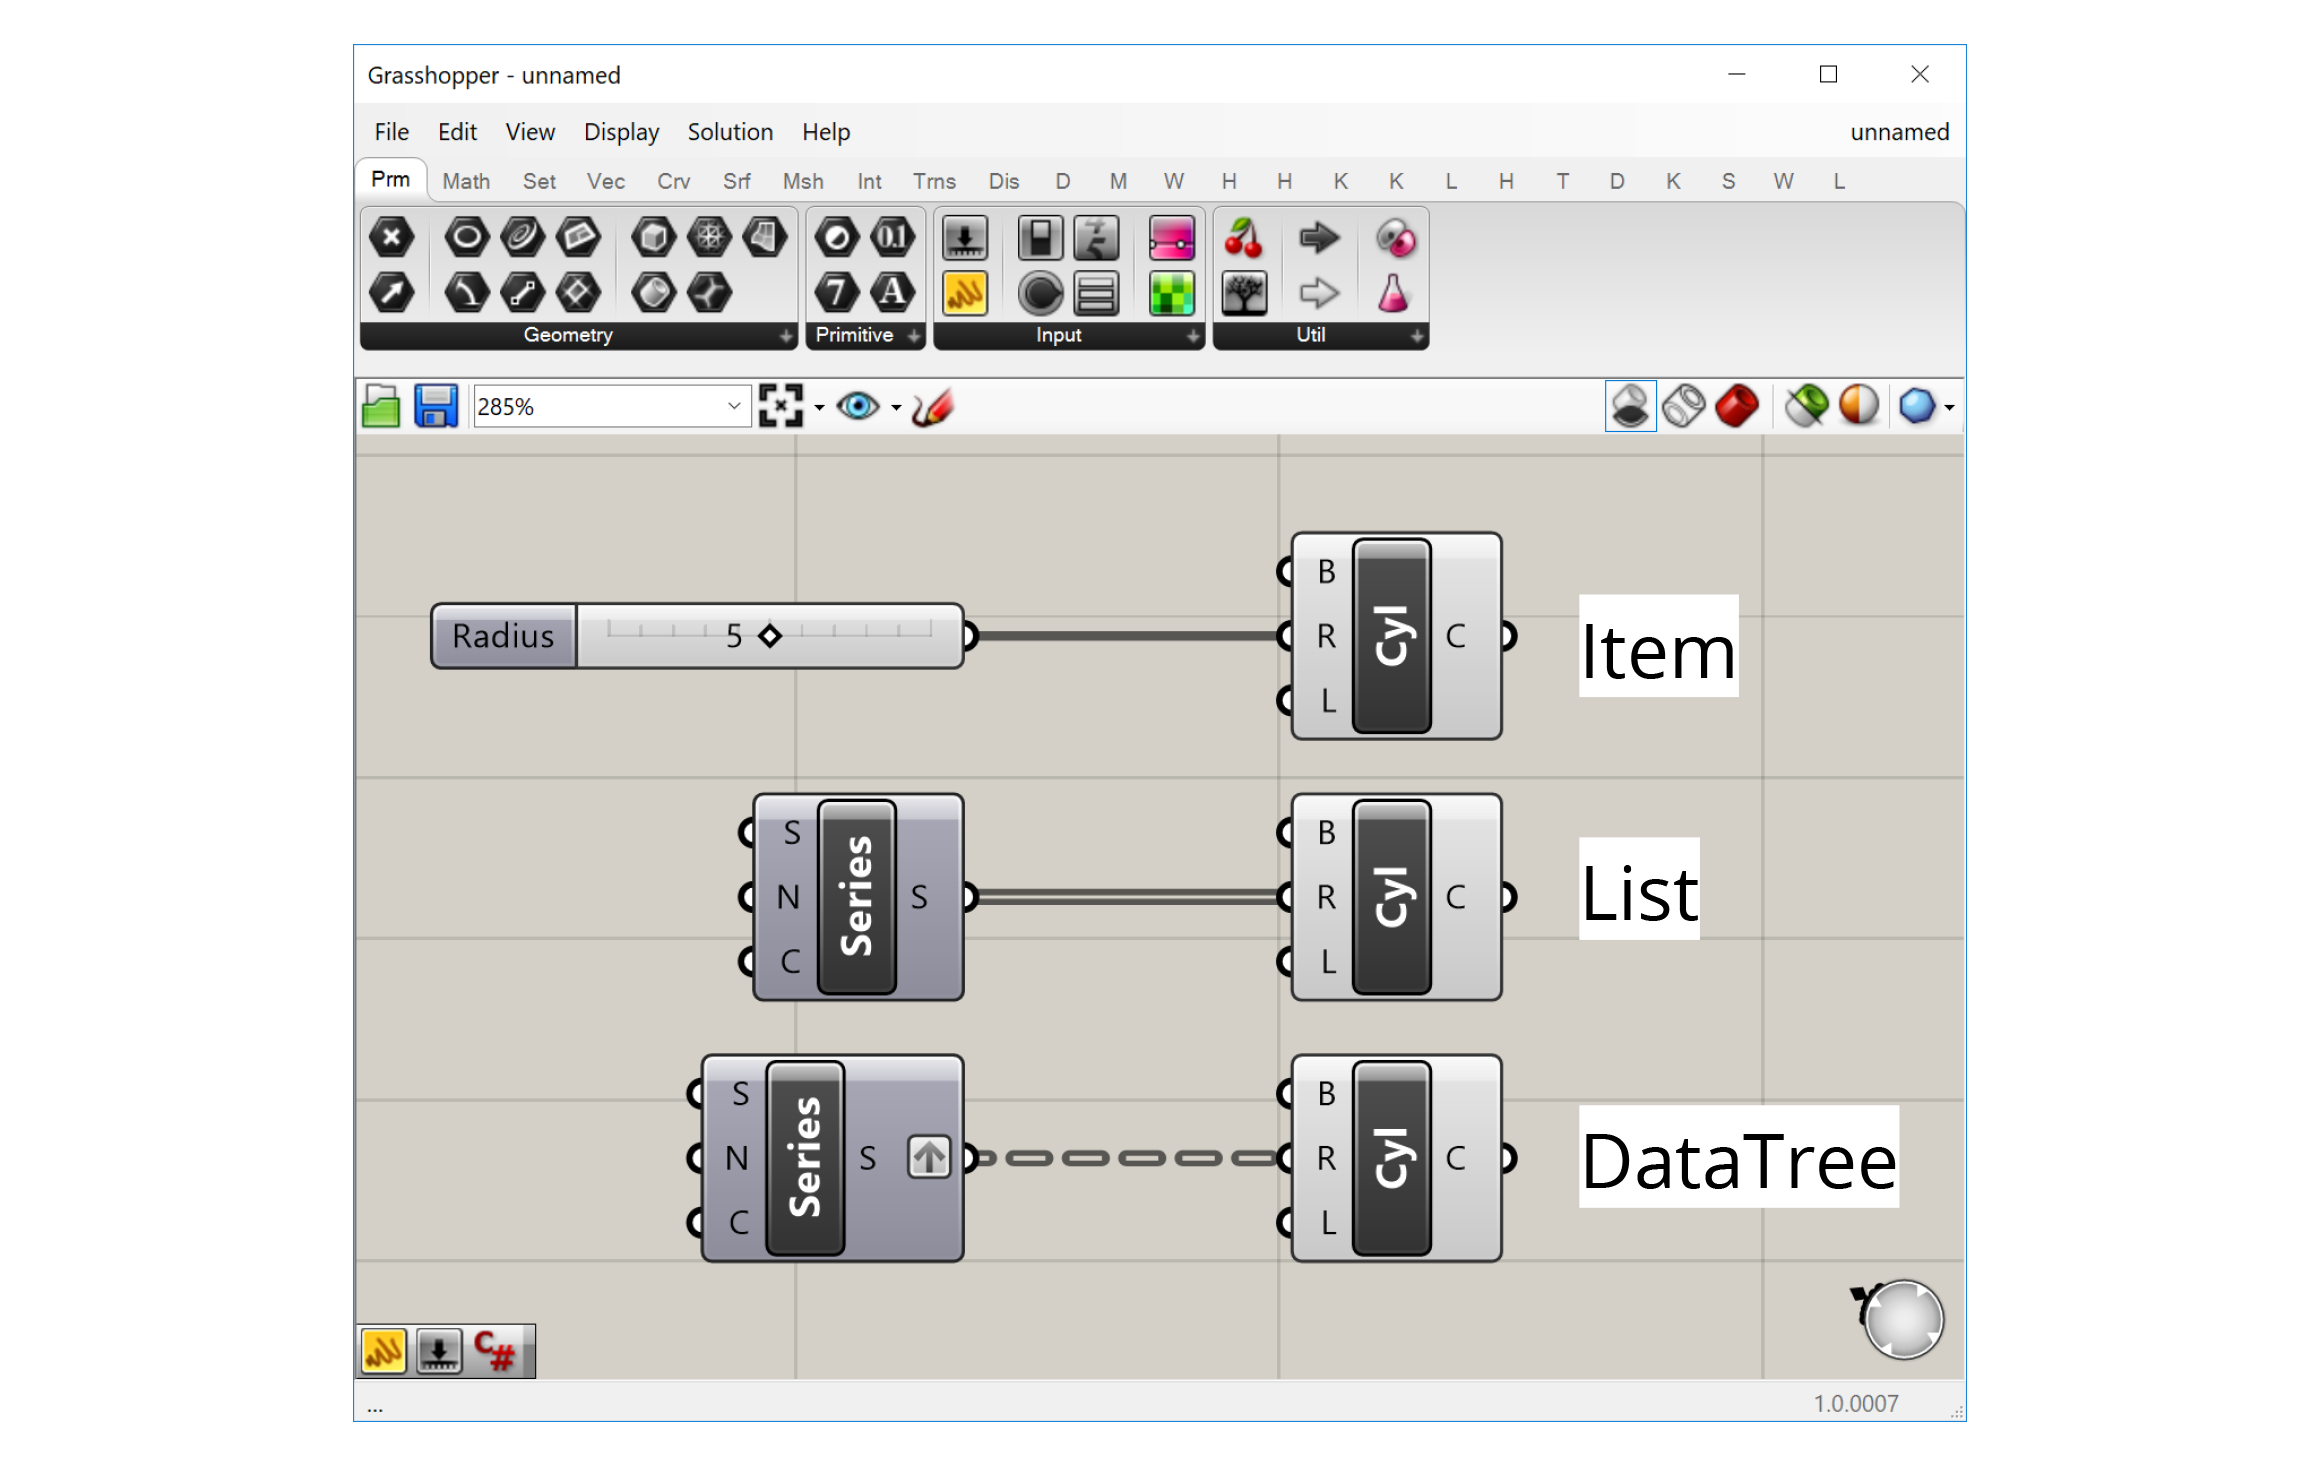 Grasshopper - unnamed
File Edit View Display Solution Help unnamed
Prm Math Set Vec Crv Srf Msh Int Trns Dis D M W H H K K L H T D K S W L
0.1
7 A
Geometry Primitive Input Util
285%
B
Radius 5 R Cyl C Item
L
S B
N Series S R Cyl C List
C L
S B
N Series S R Cyl C DataTree
C L
C#
... 1.0.0007